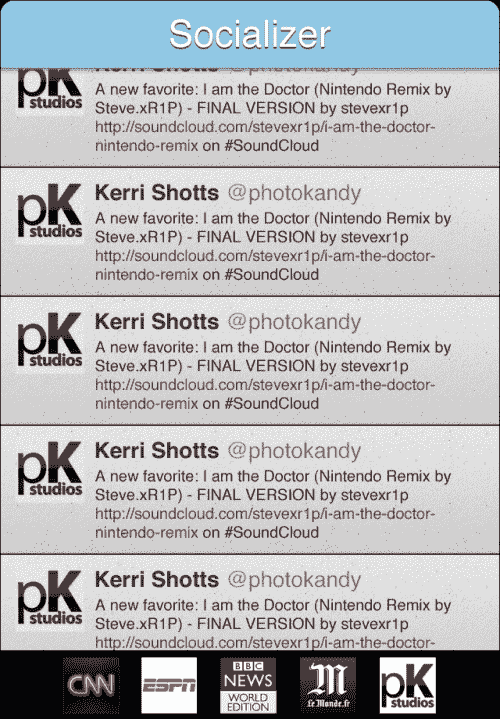 Socializer
Kerri Shotts @photokandy
pK
studios
A new favorite: I am the Doctor (Nintendo Remix by
Steve.xR1P) - FINAL VERSION by stevexr1p
http://soundcloud.com/stevexr1p/i-am-the-doctor-
nintendo-remix on #SoundCloud
pK
studios
Kerri Shotts @photokandy
A new favorite: I am the Doctor (Nintendo Remix by
Steve.xR1P) - FINAL VERSION by stevexr1p
http://soundcloud.com/stevexr1p/i-am-the-doctor-
nintendo-remix on #SoundCloud
pK
studios
Kerri Shotts @photokandy
A new favorite: I am the Doctor (Nintendo Remix by
Steve.xR1P) - FINAL VERSION by stevexr1p
http://soundcloud.com/stevexr1p/i-am-the-doctor-
nintendo-remix on #SoundCloud
pK
studios
Kerri Shotts @photokandy
A new favorite: I am the Doctor (Nintendo Remix by
Steve.xR1P) - FINAL VERSION by stevexr1p
http://soundcloud.com/stevexr1p/i-am-the-doctor-
nintendo-remix on #SoundCloud
pK
studios
Kerri Shotts @photokandy
A new favorite: I am the Doctor (Nintendo Remix by
Steve.xR1P) - FINAL VERSION by stevexr1p
http://soundcloud.com/stevexr1p/i-am-the-doctor-
CNN
ESPN
BBC
NEWS
WORLD
EDITION
M
Le Monde.fr
pK
studios